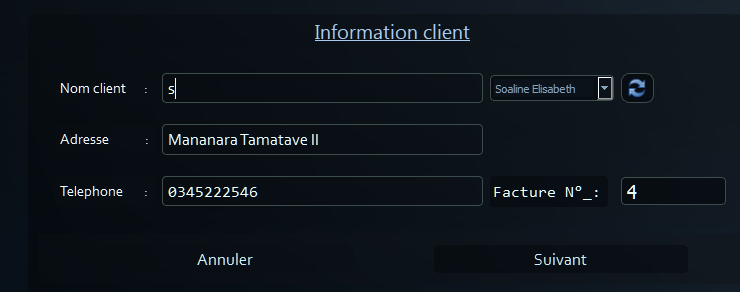 Information client
Nom client : s Soaline Elisabeth
Adresse : Mananara Tamatave II
Telephone : 0345222546 Facture N°_: 4
Annuler Suivant